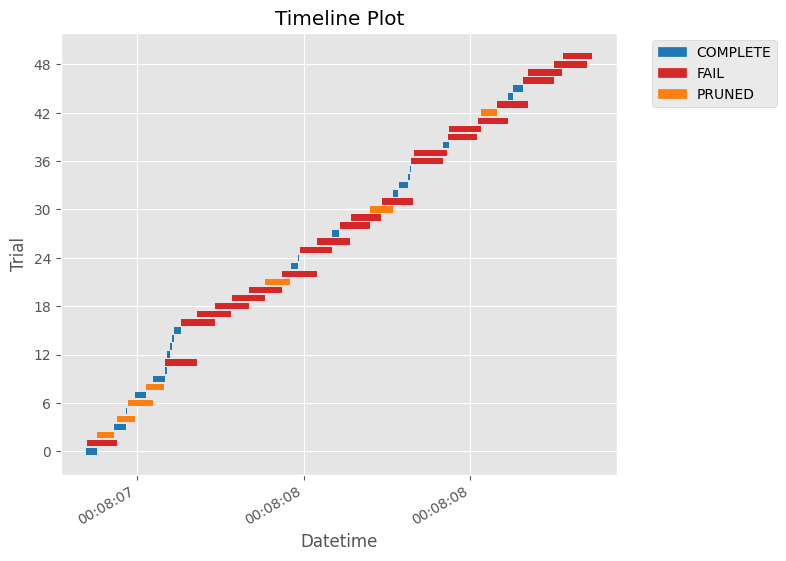 Timeline Plot
COMPLETE
FAIL
PRUNED
48
42
36
30
24
18
12
6
0
Trial
00:08:07
00:08:08
00:08:08
Datetime